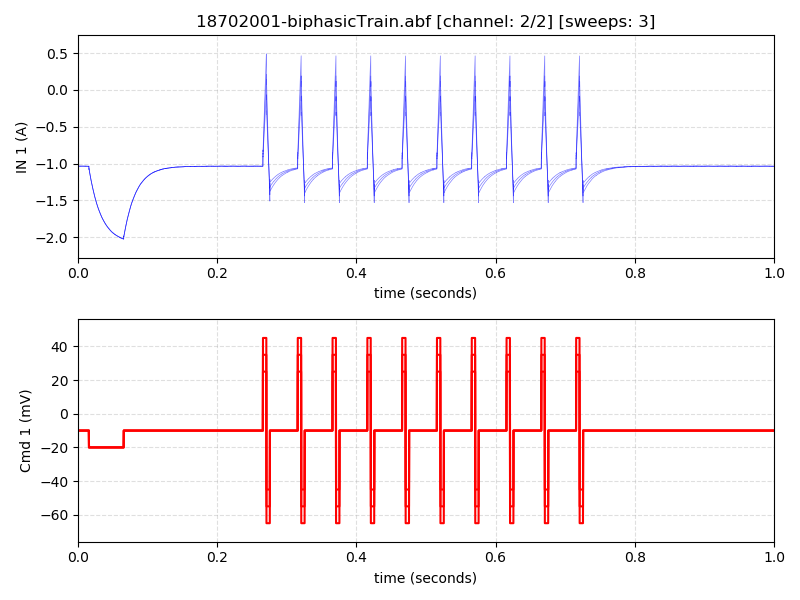 18702001-biphasicTrain.abf [channel: 2/2] [sweeps: 3]
IN 1 (A)
0.5
0.0
−0.5
−1.0
−1.5
−2.0
0.0 0.2 0.4 0.6 0.8 1.0
time (seconds)
Cmd 1 (mV)
40
20
0
−20
−40
−60
0.0 0.2 0.4 0.6 0.8 1.0
time (seconds)